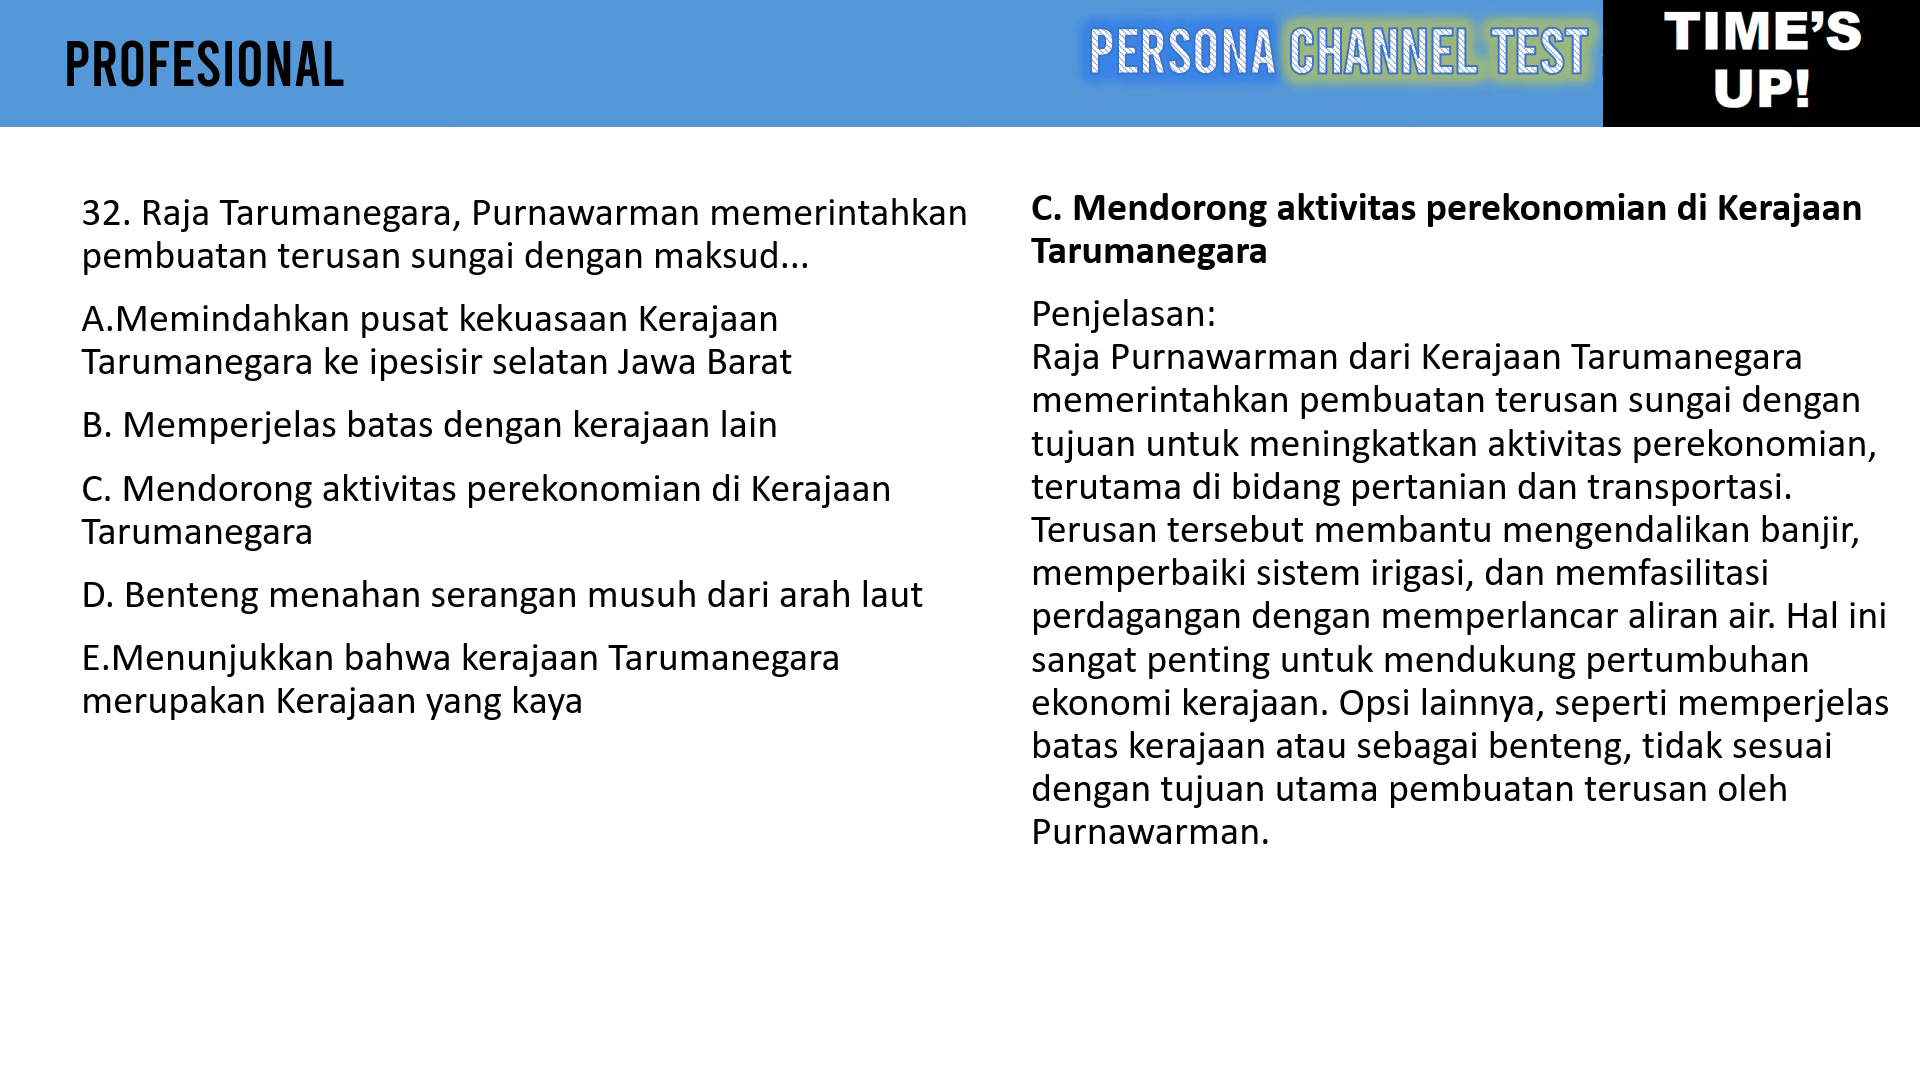 PROFESIONAL
PERSONA CHANNEL TEST
TIME'S
UP!
32. Raja Tarumanegara, Purnawarman memerintahkan
pembuatan terusan sungai dengan maksud...
A.Memindahkan pusat kekuasaan Kerajaan
Tarumanegara ke ipesisir selatan Jawa Barat
B. Memperjelas batas dengan kerajaan lain
C. Mendorong aktivitas perekonomian di Kerajaan
Tarumanegara
D. Benteng menahan serangan musuh dari arah laut
E.Menunjukkan bahwa kerajaan Tarumanegara
merupakan Kerajaan yang kaya
C. Mendorong aktivitas perekonomian di Kerajaan
Tarumanegara
Penjelasan:
Raja Purnawarman dari Kerajaan Tarumanegara
memerintahkan pembuatan terusan sungai dengan
tujuan untuk meningkatkan aktivitas perekonomian,
terutama di bidang pertanian dan transportasi.
Terusan tersebut membantu mengendalikan banjir,
memperbaiki sistem irigasi, dan memfasilitasi
perdagangan dengan memperlancar aliran air. Hal ini
sangat penting untuk mendukung pertumbuhan
ekonomi kerajaan. Opsi lainnya, seperti memperjelas
batas kerajaan atau sebagai benteng, tidak sesuai
dengan tujuan utama pembuatan terusan oleh
Purnawarman.